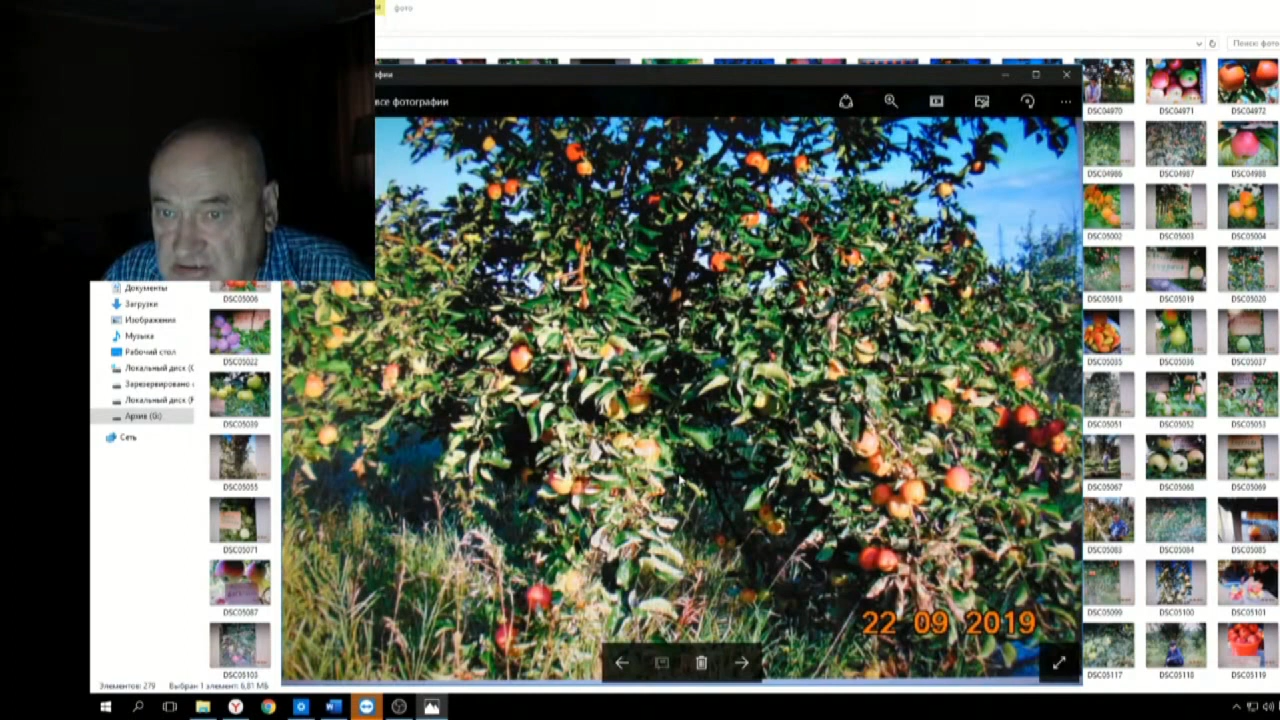 фото
Поиск: фото
все фотографии
DSC04970
DSC04971
DSC04972
DSC04986
DSC04987
DSC04988
DSC05002
DSC05003
DSC05004
DSC05018
DSC05019
DSC05020
DSC05035
DSC05036
DSC05037
DSC05051
DSC05052
DSC05053
DSC05067
DSC05068
DSC05069
DSC05083
DSC05084
DSC05085
DSC05099
DSC05100
DSC05101
DSC05117
DSC05118
DSC05119
Документы
Загрузки
Изображения
Музыка
Рабочий стол
Локальный диск (
Зарезервировано
Локальный диск (
Архив (G:)
Сеть
DSC05006
DSC05022
DSC05039
DSC05055
DSC05071
DSC05087
DSC05103
22 09 2019
Элементов: 279 Выбран 1 элемент: 6,81 МБ